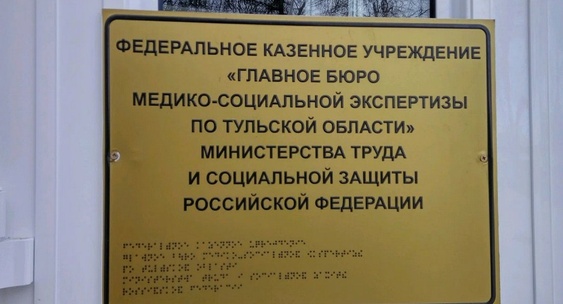 ФЕДЕРАЛЬНОЕ КАЗЕННОЕ УЧРЕЖДЕНИЕ
«ГЛАВНОЕ БЮРО
МЕДИКО-СОЦИАЛЬНОЙ ЭКСПЕРТИЗЫ
ПО ТУЛЬСКОЙ ОБЛАСТИ»
МИНИСТЕРСТВА ТРУДА
И СОЦИАЛЬНОЙ ЗАЩИТЫ
РОССИЙСКОЙ ФЕДЕРАЦИИ